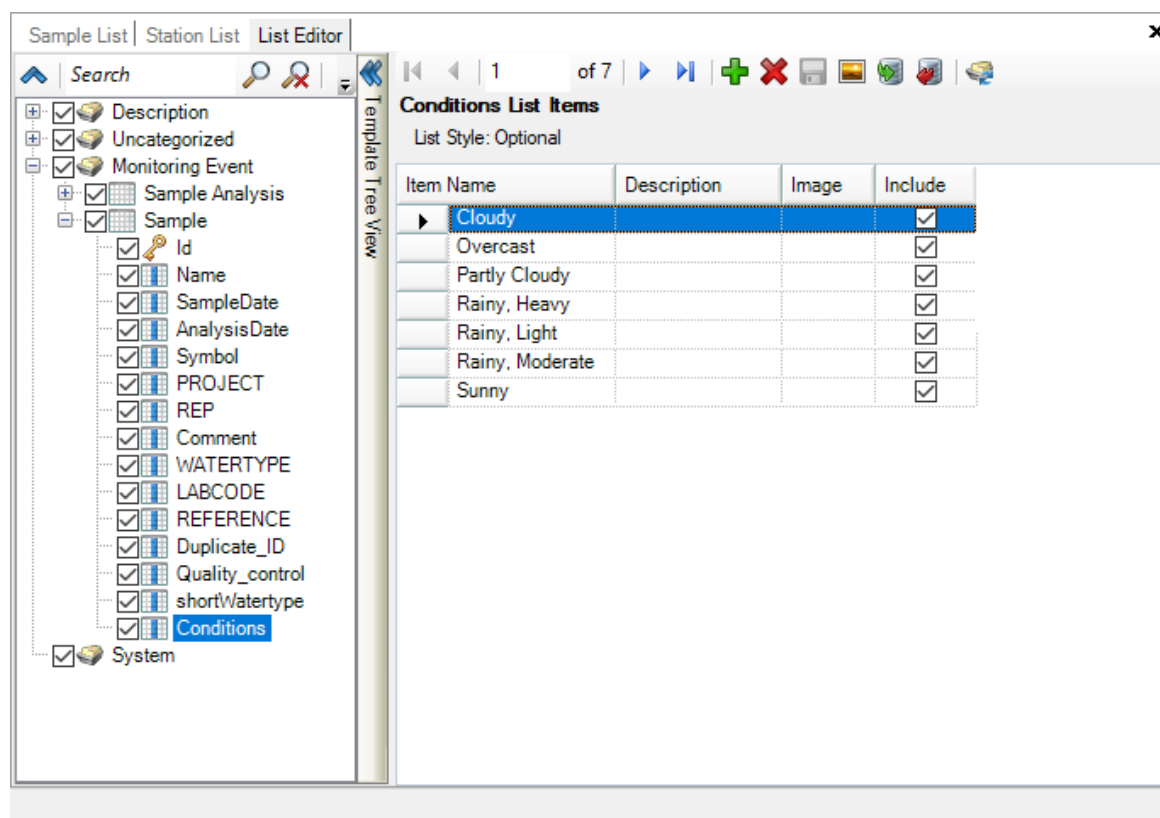 Sample List Station List List Editor
Search
1 of 7
Template Tree View
Description
Uncategorized
Monitoring Event
Sample Analysis
Sample
Id
Name
SampleDate
AnalysisDate
Symbol
PROJECT
REP
Comment
WATERTYPE
LABCODE
REFERENCE
Duplicate_ID
Quality_control
shortWatertype
Conditions
System
Conditions List Items
List Style: Optional
Item Name Description Image Include
Cloudy
Overcast
Partly Cloudy
Rainy, Heavy
Rainy, Light
Rainy, Moderate
Sunny